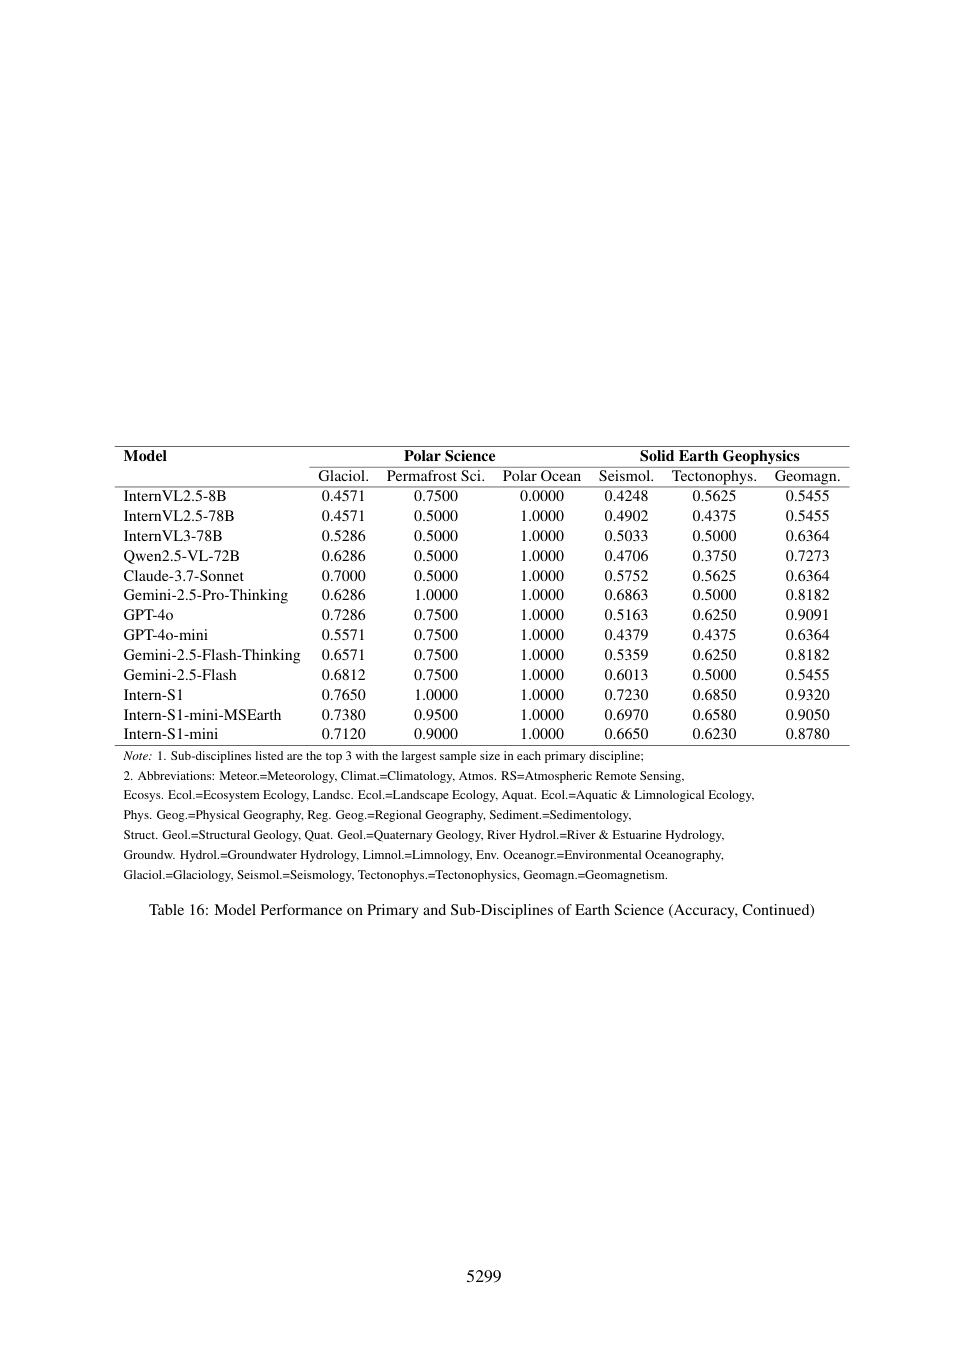 Model Polar Science Solid Earth Geophysics
Glaciol. Permafrost Sci. Polar Ocean Seismol. Tectonophys. Geomagn.
InternVL2.5-8B 0.4571 0.7500 0.0000 0.4248 0.5625 0.5455
InternVL2.5-78B 0.4571 0.5000 1.0000 0.4902 0.4375 0.5455
InternVL3-78B 0.5286 0.5000 1.0000 0.5033 0.5000 0.6364
Qwen2.5-VL-72B 0.6286 0.5000 1.0000 0.4706 0.3750 0.7273
Claude-3.7-Sonnet 0.7000 0.5000 1.0000 0.5752 0.5625 0.6364
Gemini-2.5-Pro-Thinking 0.6286 1.0000 1.0000 0.6863 0.5000 0.8182
GPT-4o 0.7286 0.7500 1.0000 0.5163 0.6250 0.9091
GPT-4o-mini 0.5571 0.7500 1.0000 0.4379 0.4375 0.6364
Gemini-2.5-Flash-Thinking 0.6571 0.7500 1.0000 0.5359 0.6250 0.8182
Gemini-2.5-Flash 0.6812 0.7500 1.0000 0.6013 0.5000 0.5455
Intern-S1 0.7650 1.0000 1.0000 0.7230 0.6850 0.9320
Intern-S1-mini-MSEarth 0.7380 0.9500 1.0000 0.6970 0.6580 0.9050
Intern-S1-mini 0.7120 0.9000 1.0000 0.6650 0.6230 0.8780
Note: 1. Sub-disciplines listed are the top 3 with the largest sample size in each primary discipline;
2. Abbreviations: Meteor.=Meteorology, Climat.=Climatology, Atmos. RS=Atmospheric Remote Sensing,
Ecosys. Ecol.=Ecosystem Ecology, Landsc. Ecol.=Landscape Ecology, Aquat. Ecol.=Aquatic & Limnological Ecology,
Phys. Geog.=Physical Geography, Reg. Geog.=Regional Geography, Sediment.=Sedimentology,
Struct. Geol.=Structural Geology, Quat. Geol.=Quaternary Geology, River Hydrol.=River & Estuarine Hydrology,
Groundw. Hydrol.=Groundwater Hydrology, Limnol.=Limnology, Env. Oceanogr.=Environmental Oceanography,
Glaciol.=Glaciology, Seismol.=Seismology, Tectonophys.=Tectonophysics, Geomagn.=Geomagnetism.
Table 16: Model Performance on Primary and Sub-Disciplines of Earth Science (Accuracy, Continued)
5299